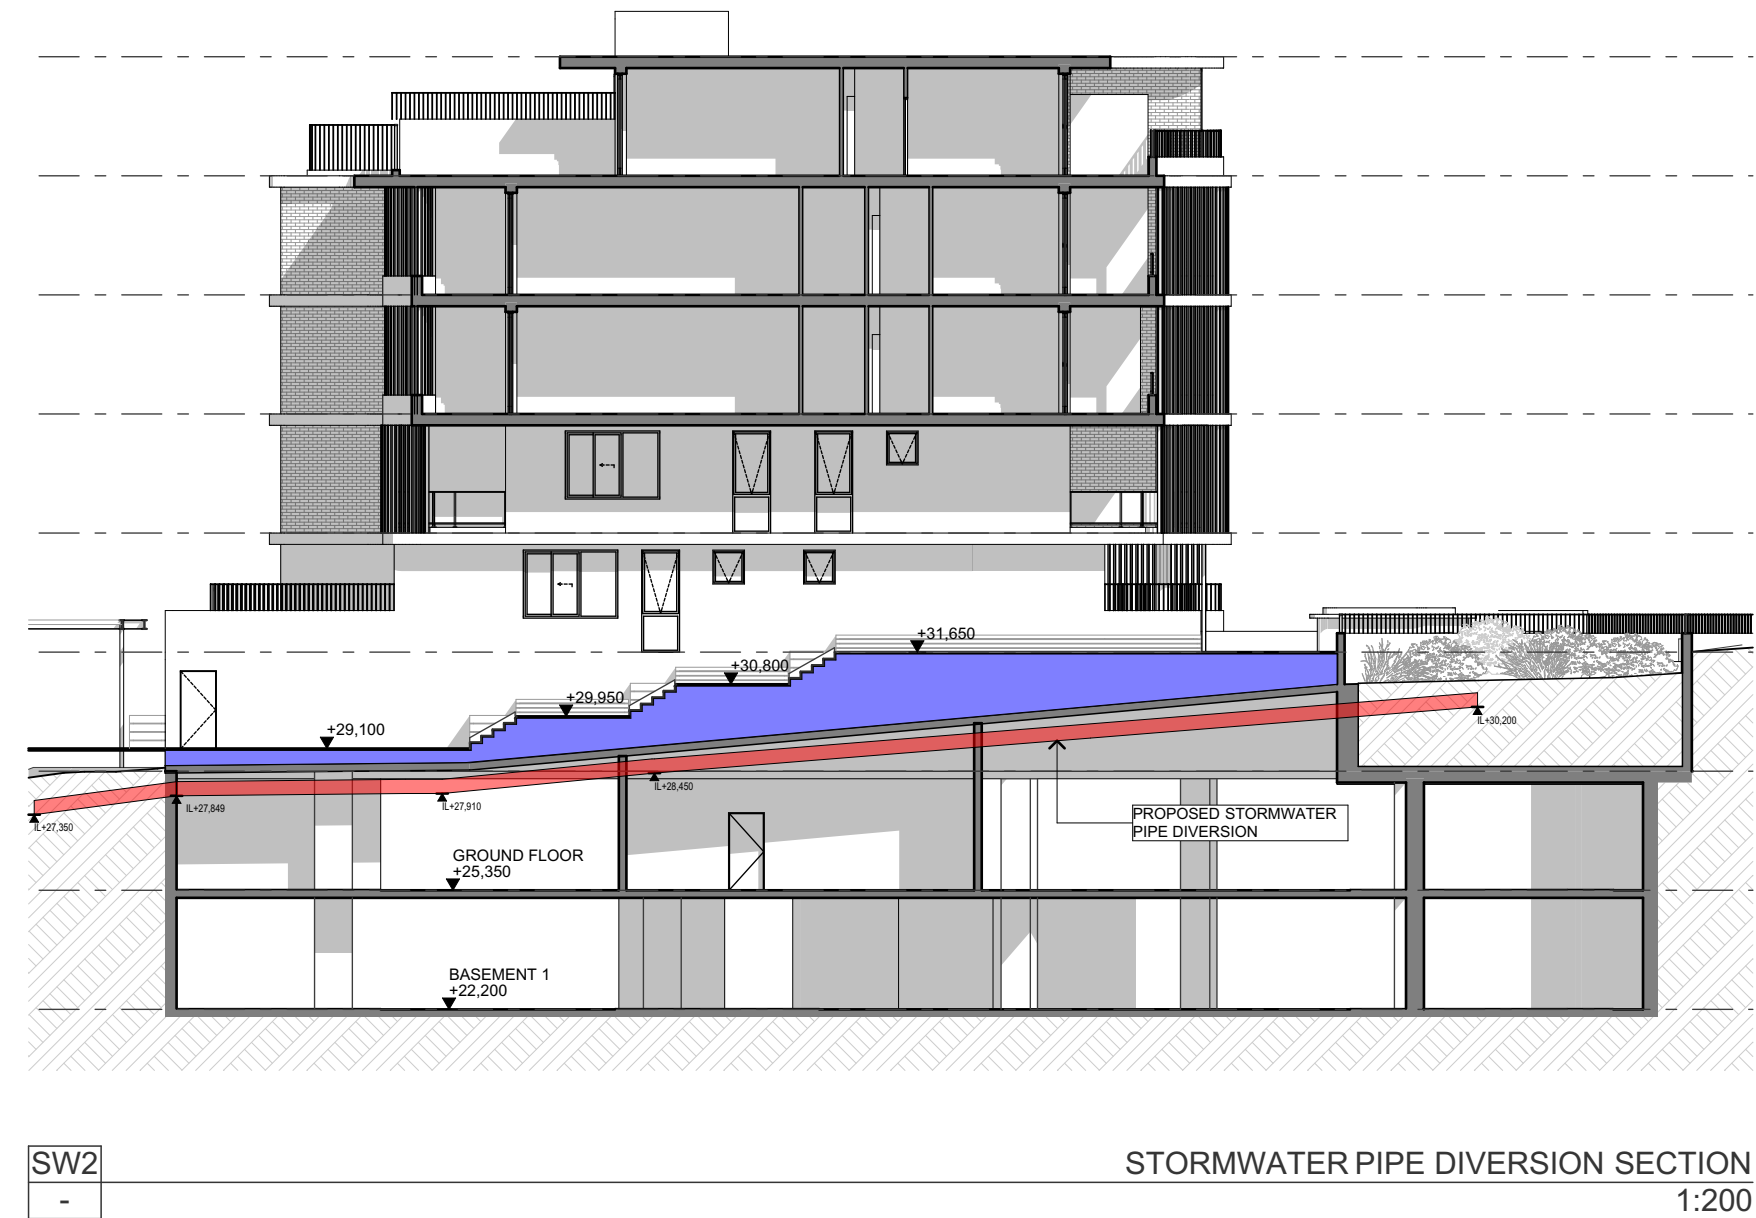 +31,650
+30,800
+29,950
+29,100
IL+30,200
IL+28,450
IL+27,910
IL+27,849
IL+27,350
PROPOSED STORMWATER
PIPE DIVERSION
GROUND FLOOR
+25,350
BASEMENT 1
+22,200
SW2
-
STORMWATER PIPE DIVERSION SECTION
1:200